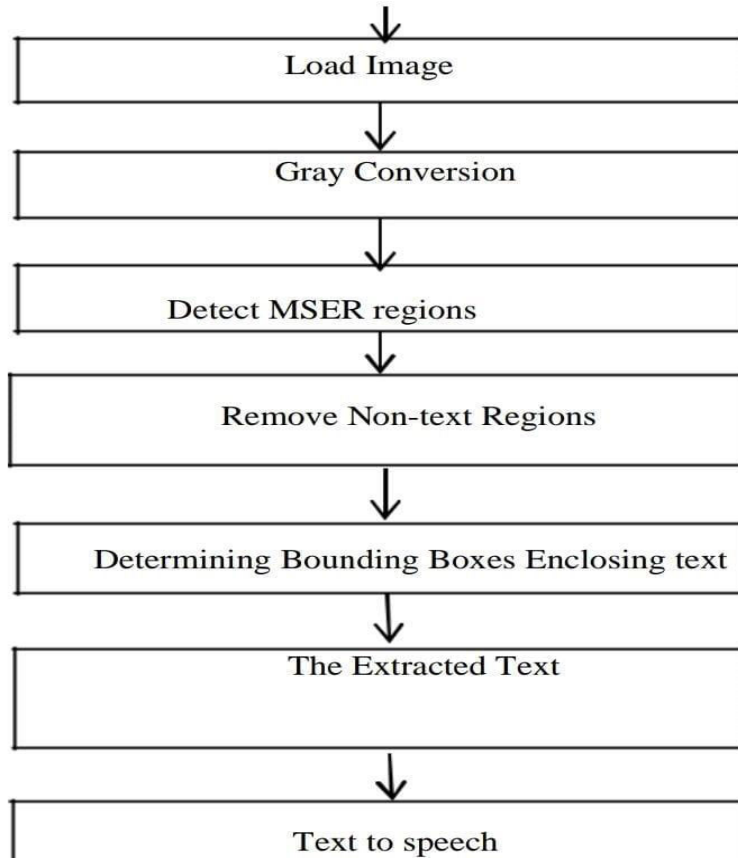 Load Image
Gray Conversion
Detect MSER regions
Remove Non-text Regions
Determining Bounding Boxes Enclosing text
The Extracted Text
Text to speech